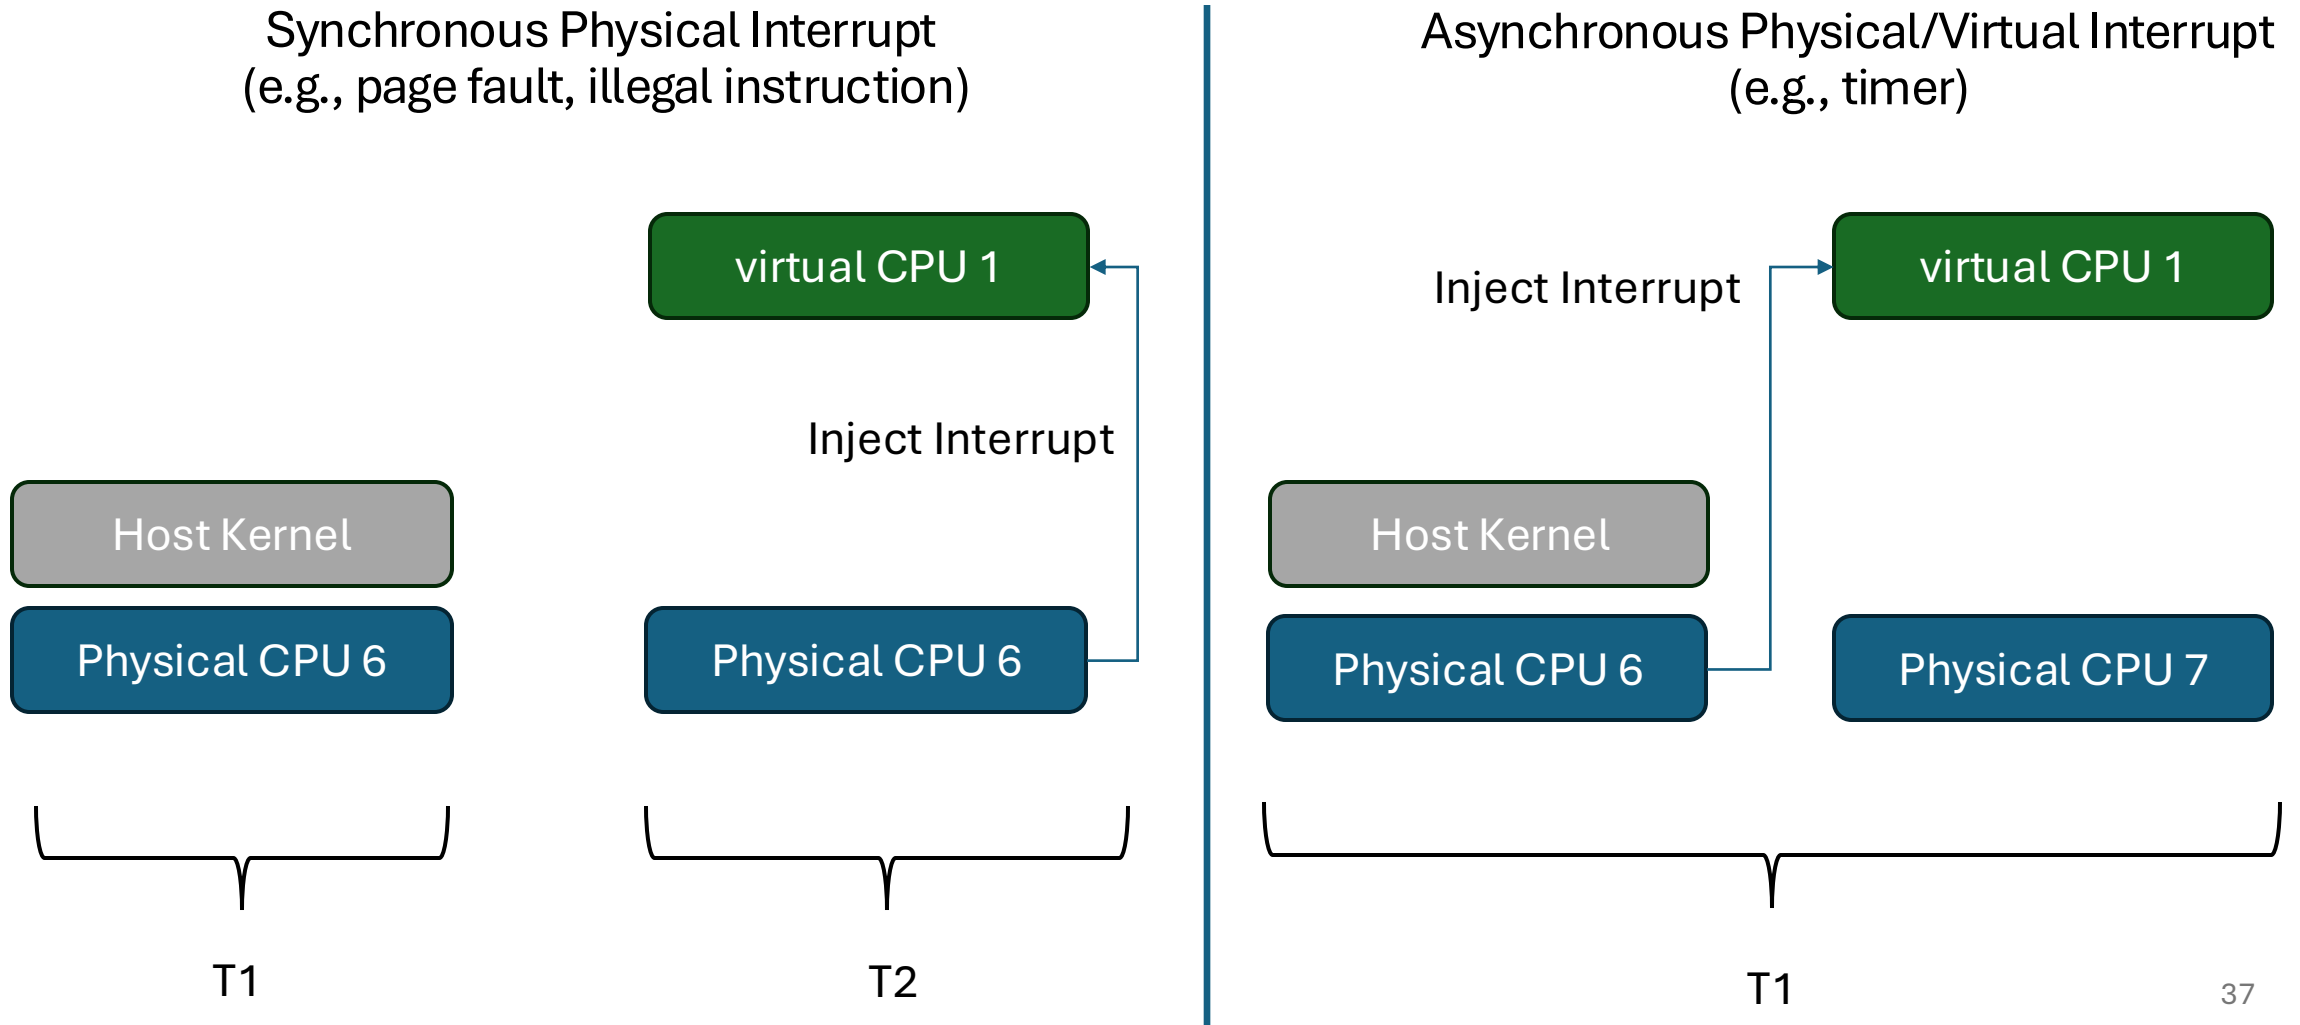 Synchronous Physical Interrupt
(e.g., page fault, illegal instruction)
virtual CPU 1
Inject Interrupt
Host Kernel
Physical CPU 6
Physical CPU 6
T1
T2
Asynchronous Physical/Virtual Interrupt
(e.g., timer)
Inject Interrupt
virtual CPU 1
Host Kernel
Physical CPU 6
Physical CPU 7
T1
37